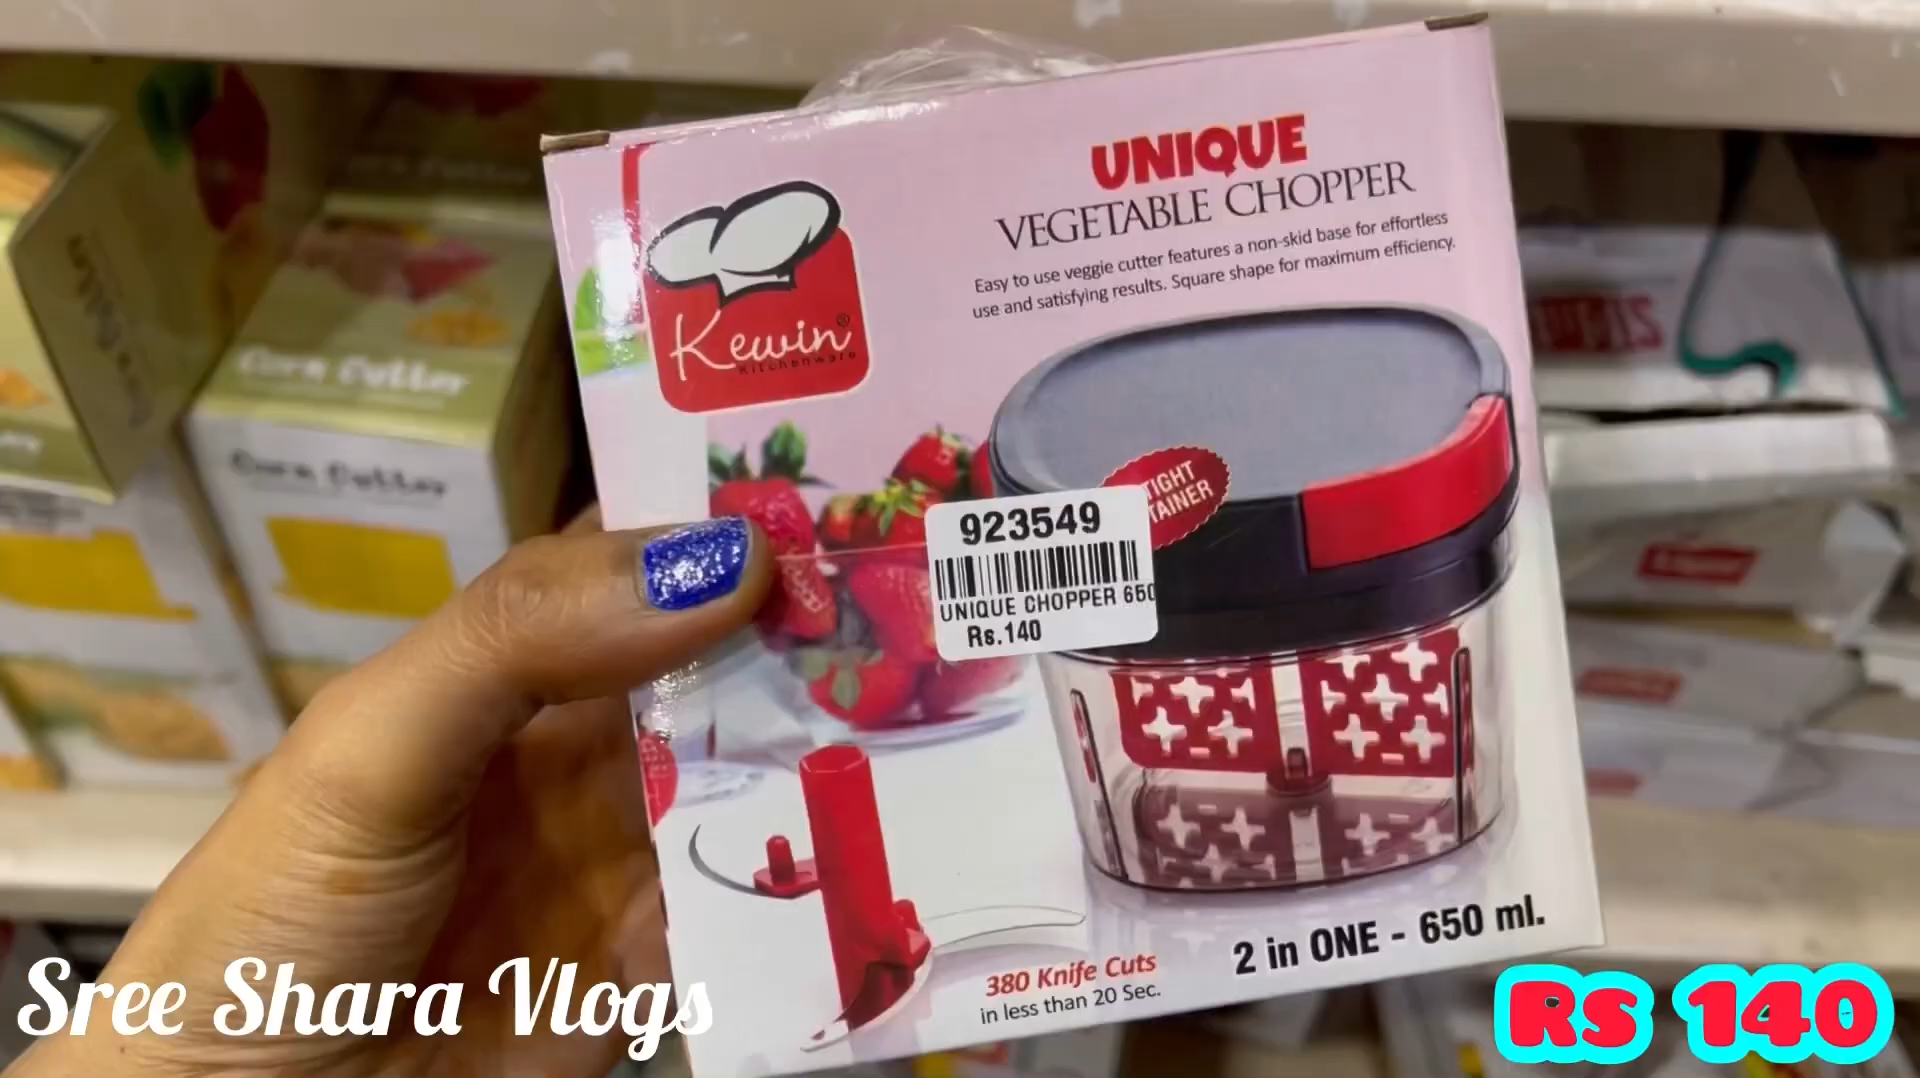 UNIQUE
VEGETABLE CHOPPER
Easy to use veggie cutter features a non-skid base for effortless
use and satisfying results. Square shape for maximum efficiency.
Kewin®
Kitchenware
TIGHT
TAINER
923549
UNIQUE CHOPPER 650
Rs.140
Corn Cutter
Corn Cutter
380 Knife Cuts
in less than 20 Sec.
2 in ONE - 650 ml.
Sree Shara Vlogs
Rs 140